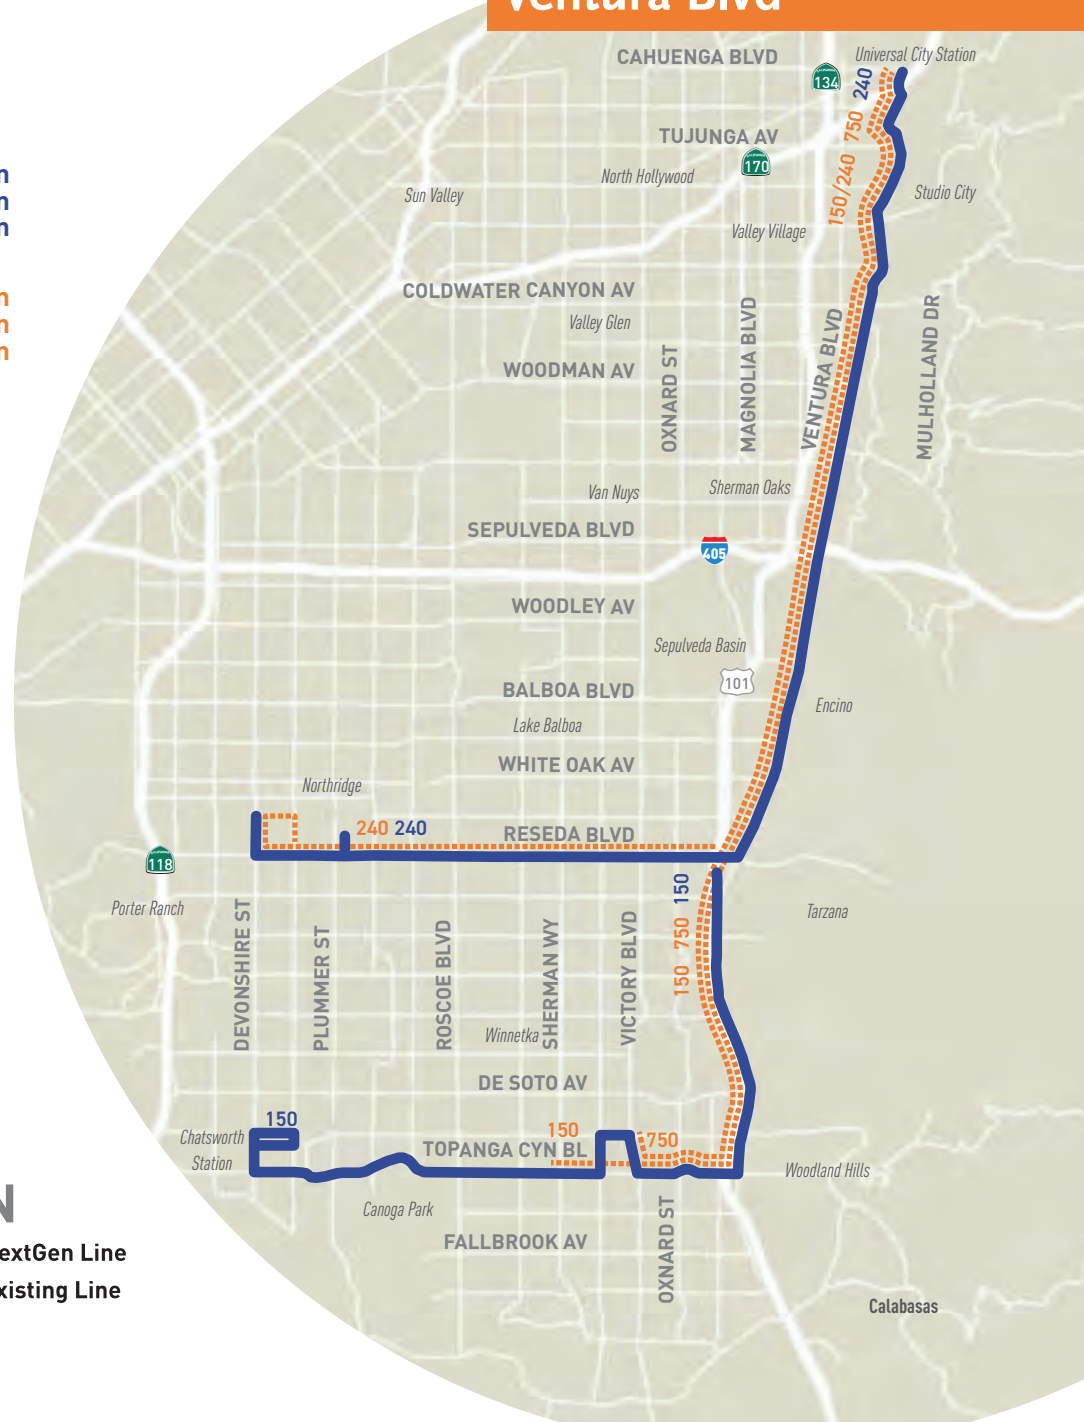 Ventura Blvd
CAHUENGA BLVD
Universal City Station
134
240
TUJUNGA AV
750
170
North Hollywood
150/240
Sun Valley
Studio City
Valley Village
COLDWATER CANYON AV
Valley Glen
MAGNOLIA BLVD
VENTURA BLVD
MULHOLLAND DR
WOODMAN AV
OXNARD ST
Van Nuys
Sherman Oaks
SEPULVEDA BLVD
405
WOODLEY AV
Sepulveda Basin
101
BALBOA BLVD
Encino
Lake Balboa
WHITE OAK AV
Northridge
240 240
RESEDA BLVD
118
150
750
150
Porter Ranch
Tarzana
DEVONSHIRE ST
PLUMMER ST
ROSCOE BLVD
SHERMAN WY
VICTORY BLVD
Winnetka
DE SOTO AV
150
Chatsworth
Station
150
750
TOPANGA CYN BL
Woodland Hills
Canoga Park
OXNARD ST
FALLBROOK AV
N
extGen Line
xisting Line
Calabasas